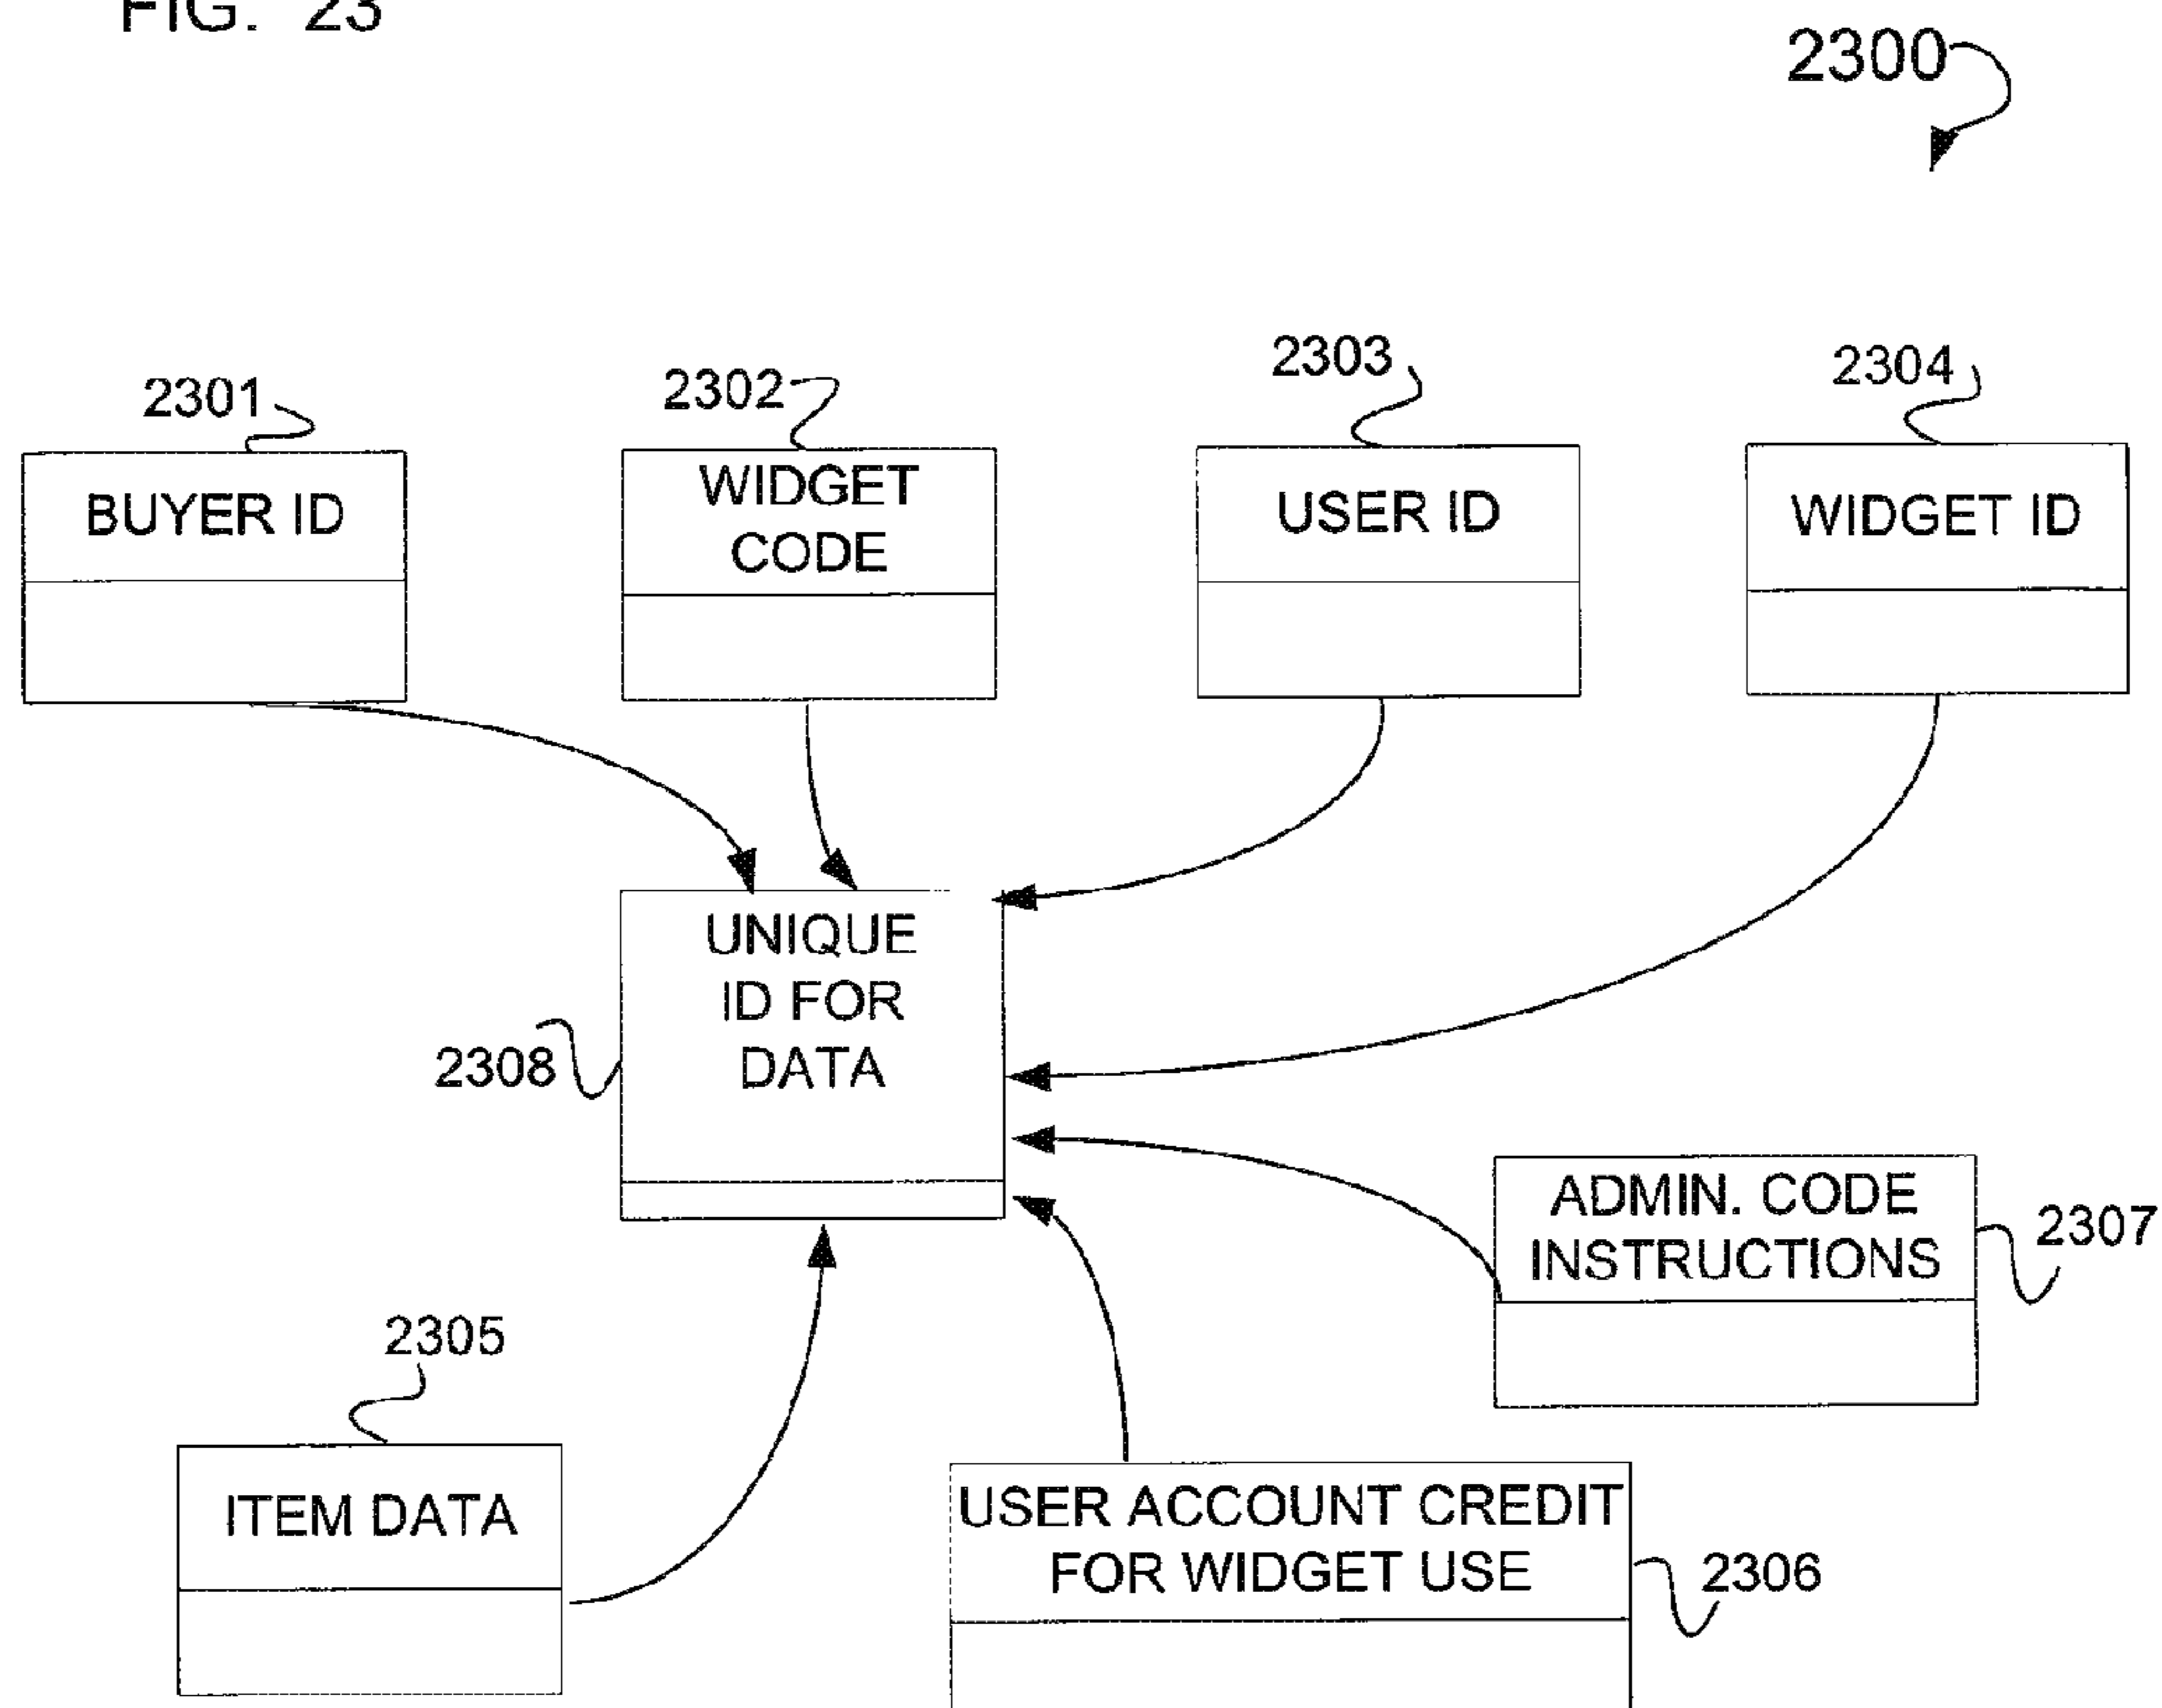 FIG. 23
2300
2301
2302
2303
2304
BUYER ID
WIDGET
CODE
USER ID
WIDGET ID
UNIQUE
ID FOR
DATA
2308
ADMIN. CODE
INSTRUCTIONS
2307
2305
ITEM DATA
USER ACCOUNT CREDIT
FOR WIDGET USE
2306